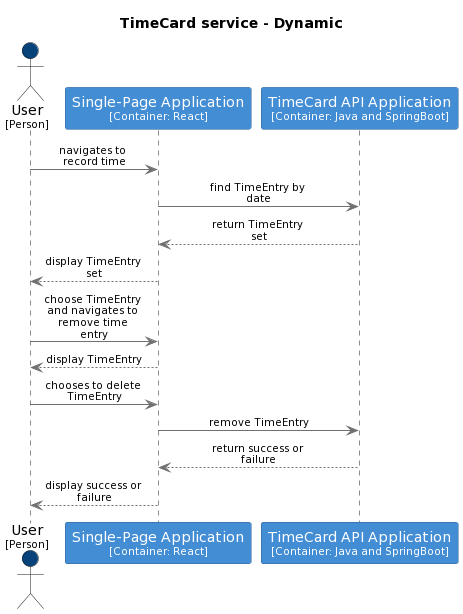 TimeCard service - Dynamic
User
[Person]
Single-Page Application
[Container: React]
TimeCard API Application
[Container: Java and SpringBoot]
navigates to
record time
find TimeEntry by
date
return TimeEntry
set
display TimeEntry
set
choose TimeEntry
and navigates to
remove time
entry
display TimeEntry
chooses to delete
TimeEntry
remove TimeEntry
return success or
failure
display success or
failure
User
[Person]
Single-Page Application
[Container: React]
TimeCard API Application
[Container: Java and SpringBoot]